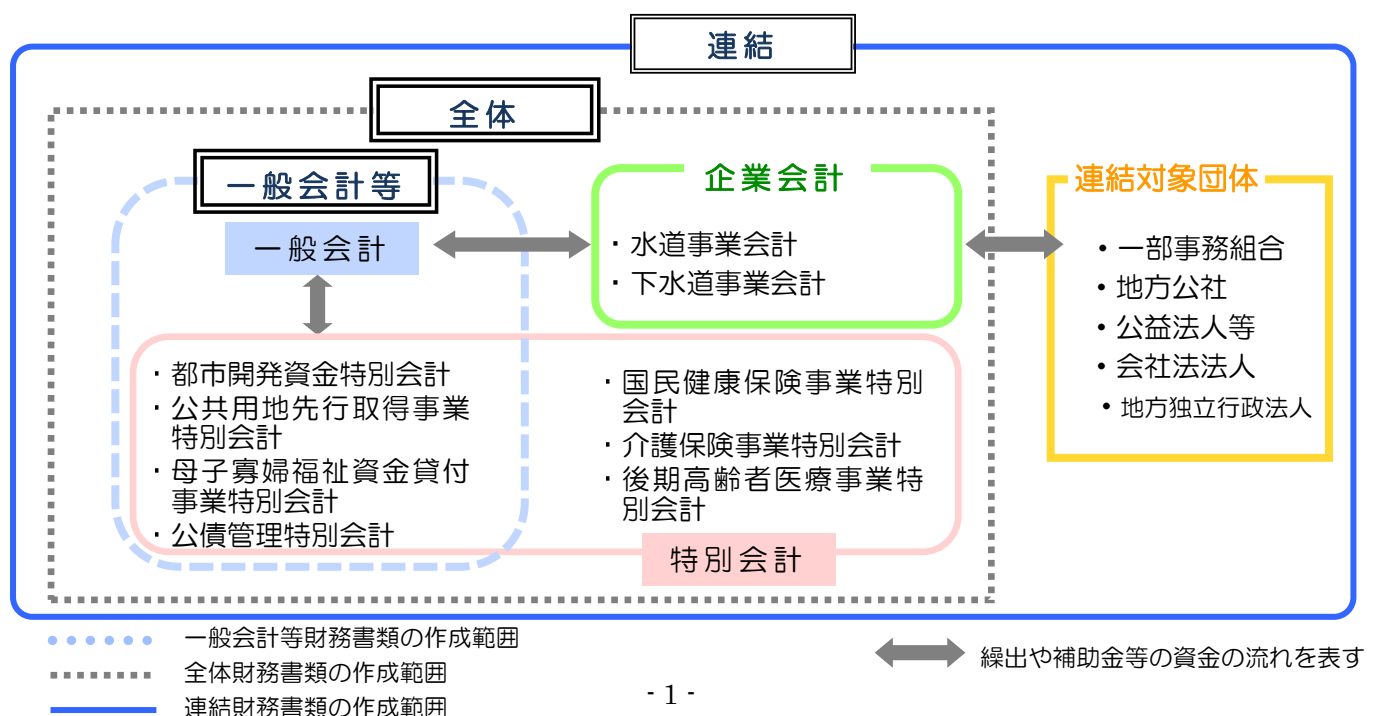 連結
全体
一般会計等
一般会計
企業会計
・水道事業会計
・下水道事業会計
連結対象団体
・一部事務組合
・地方公社
・公益法人等
・会社法法人
・地方独立行政法人
・都市開発資金特別会計
・公共用地先行取得事業
特別会計
・母子寡婦福祉資金貸付
事業特別会計
・公債管理特別会計
・国民健康保険事業特別
会計
・介護保険事業特別会計
・後期高齢者医療事業特
別会計
特別会計
一般会計等財務書類の作成範囲
全体財務書類の作成範囲
連結財務書類の作成範囲
繰出や補助金等の資金の流れを表す
- 1 -